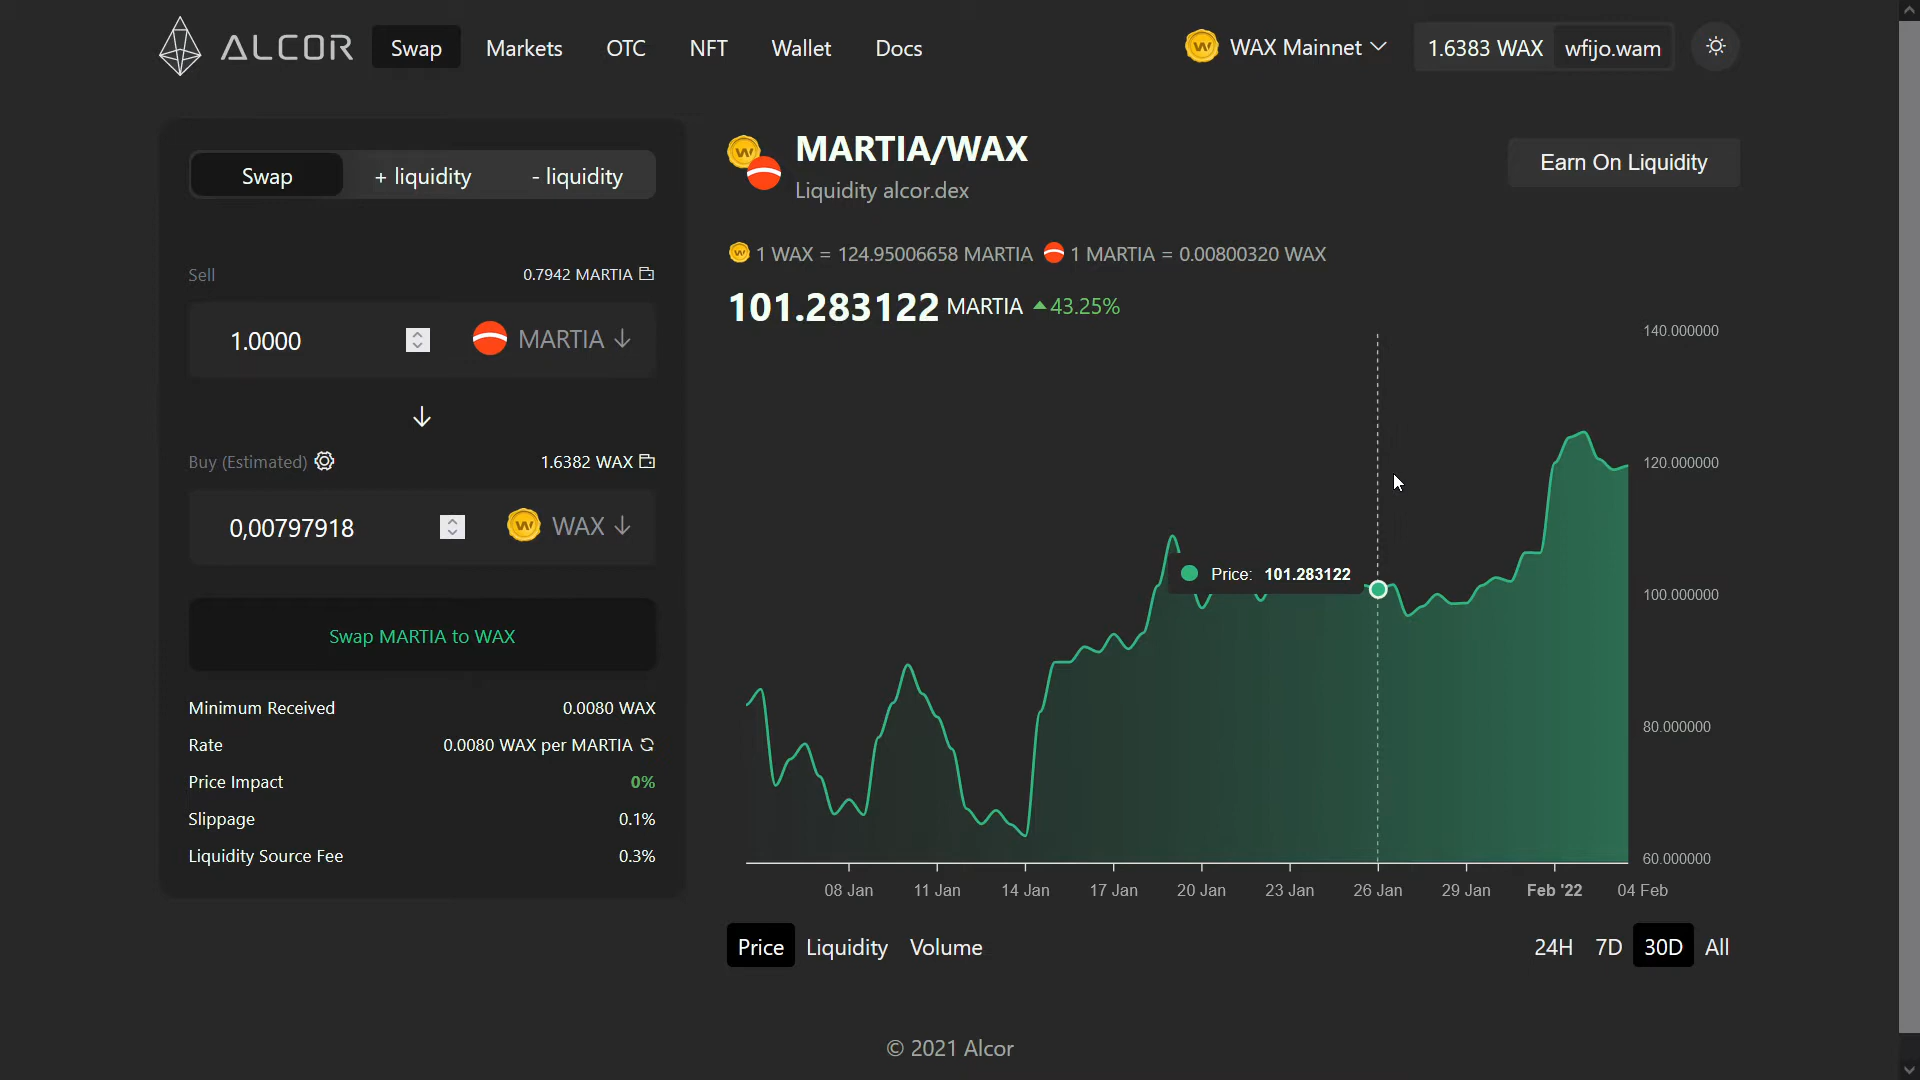 ALCOR Swap Markets OTC NFT Wallet Docs WAX Mainnet 1.6383 WAX wfijo.wam
Swap + liquidity - liquidity
Sell 0.7942 MARTIA
1.0000 MARTIA
Buy (Estimated) 1.6382 WAX
0,00797918 WAX
Swap MARTIA to WAX
Minimum Received 0.0080 WAX
Rate 0.0080 WAX per MARTIA
Price Impact 0%
Slippage 0.1%
Liquidity Source Fee 0.3%
MARTIA/WAX
Liquidity alcor.dex
Earn On Liquidity
1 WAX = 124.95006658 MARTIA 1 MARTIA = 0.00800320 WAX
101.283122 MARTIA 43.25%
140.000000
120.000000
Price: 101.283122
100.000000
80.000000
60.000000
08 Jan 11 Jan 14 Jan 17 Jan 20 Jan 23 Jan 26 Jan 29 Jan Feb '22 04 Feb
Price Liquidity Volume 24H 7D 30D All
© 2021 Alcor